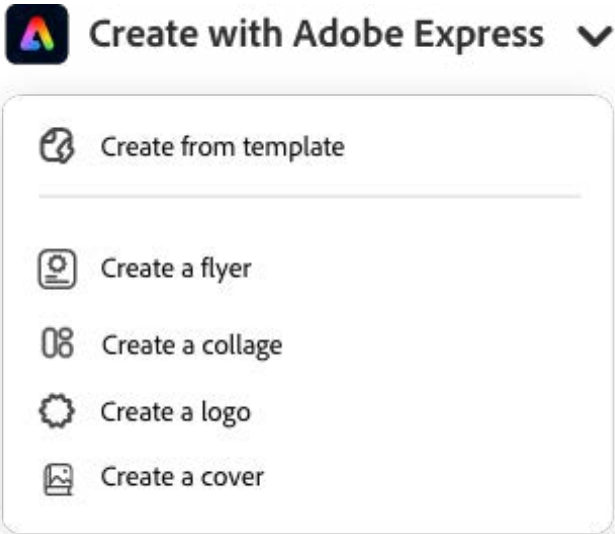 Create with Adobe Express
Create from template
Create a flyer
Create a collage
Create a logo
Create a cover